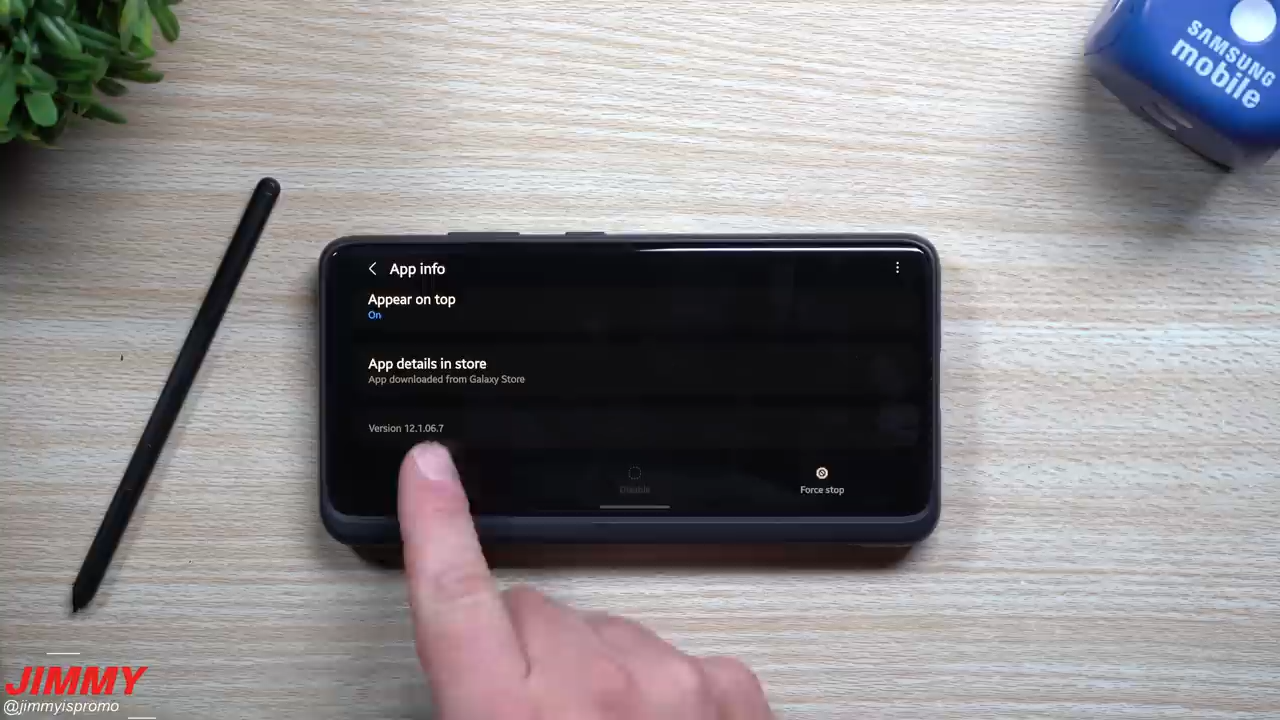 SAMSUNG
mobile
App info
Appear on top
On
App details in store
App downloaded from Galaxy Store
Version 12.1.06.7
Disable
Force stop
JIMMY
@jimmyispromo